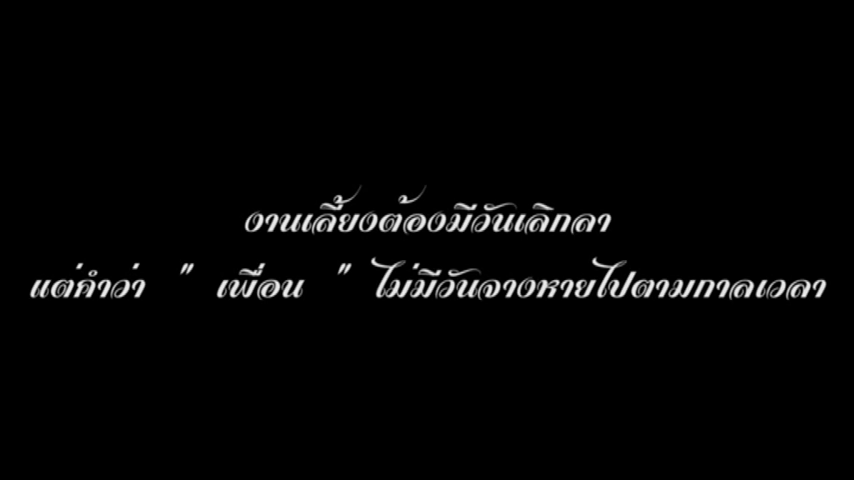 งานเลี้ยงต้องมีวันเลิกลา
แต่คำว่า " เพื่อน " ไม่มีวันจางหายไปตามกาลเวลา